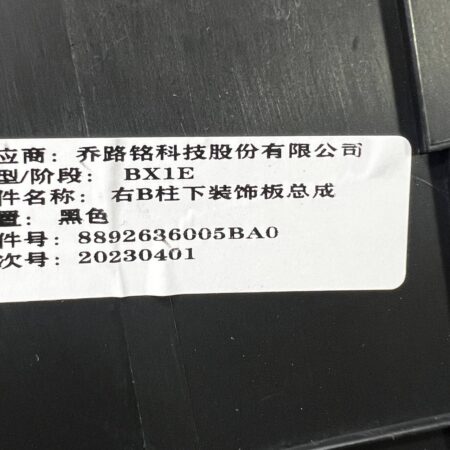 应商: 乔路铭科技股份有限公司
型/阶段: BX1E
件名称: 右B柱下装饰板总成
置: 黑色
件号: 8892636005BA0
次号: 20230401